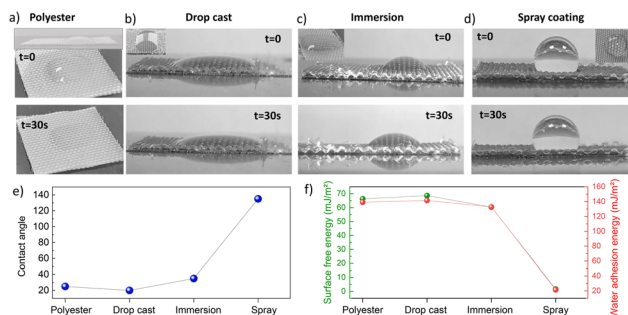 a) Polyester
t=0
t=30s
b) Drop cast
t=0
t=30s
c) Immersion
t=0
t=30s
d) Spray coating
t=0
t=30s
e)
Contact angle
140
120
100
80
60
40
20
Polyester Drop cast Immersion Spray
f)
Surface free energy (mJ/m²)
70
60
50
40
30
20
10
0
Polyester Drop cast Immersion Spray
160
140
120
100
80
60
40
20
Water adhesion energy (mJ/m²)